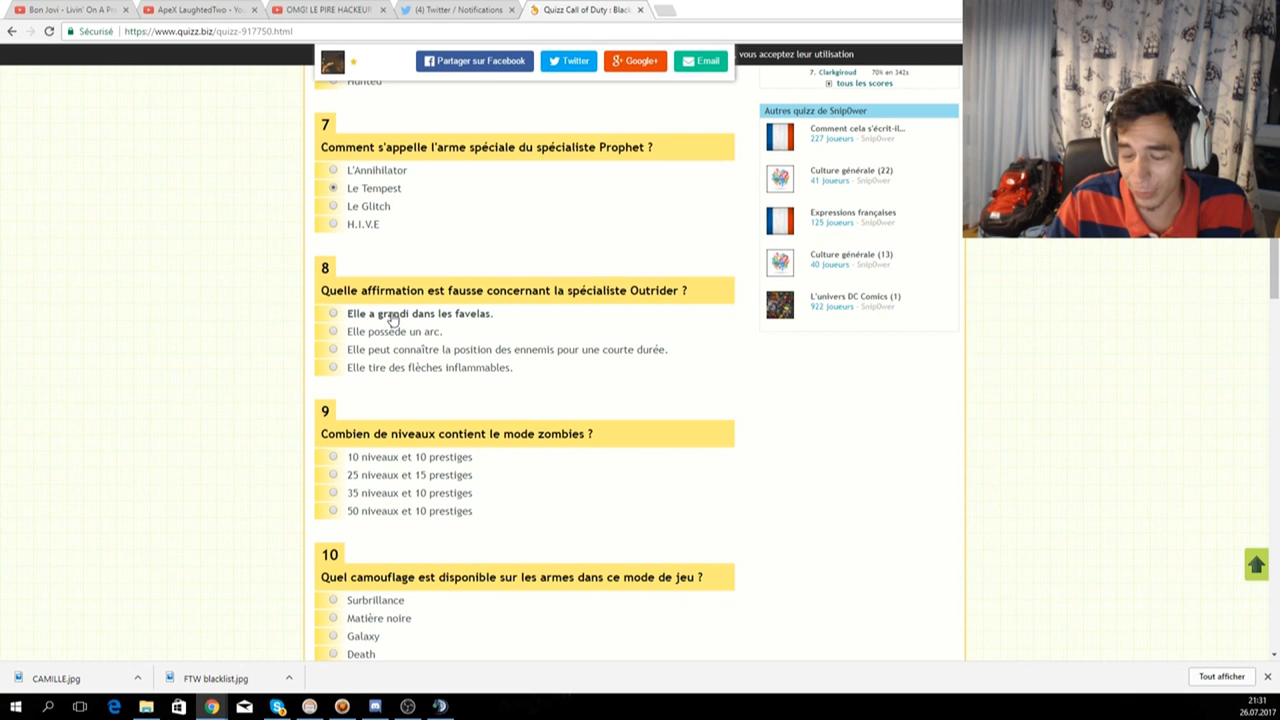 Bon Jovi - Livin' On A Pr
ApeX LaughtedTwo - Yo
OMG! LE PIRE HACKEUR
(4) Twitter / Notifications
Quizz Call of Duty : Blac
Sécurisé
https://www.quizz.biz/quizz-917750.html
Partager sur Facebook
Twitter
Google+
Email
vous acceptez leur utilisation
Hunted
7. Clarkgiroud 70% en 342s
tous les scores
Autres quizz de Snip0wer
Comment cela s'écrit-il...
227 joueurs - Snip0wer
Culture générale (22)
41 joueurs - Snip0wer
Expressions françaises
125 joueurs - Snip0wer
Culture générale (13)
40 joueurs - Snip0wer
L'univers DC Comics (1)
922 joueurs - Snip0wer
7
Comment s'appelle l'arme spéciale du spécialiste Prophet ?
L'Annihilator
Le Tempest
Le Glitch
H.I.V.E
8
Quelle affirmation est fausse concernant la spécialiste Outrider ?
Elle a grandi dans les favelas.
Elle possède un arc.
Elle peut connaître la position des ennemis pour une courte durée.
Elle tire des flèches inflammables.
9
Combien de niveaux contient le mode zombies ?
10 niveaux et 10 prestiges
25 niveaux et 15 prestiges
35 niveaux et 10 prestiges
50 niveaux et 10 prestiges
10
Quel camouflage est disponible sur les armes dans ce mode de jeu ?
Surbrillance
Matière noire
Galaxy
Death
CAMILLE.jpg
FTW blacklist.jpg
Tout afficher
21:31
26.07.2017